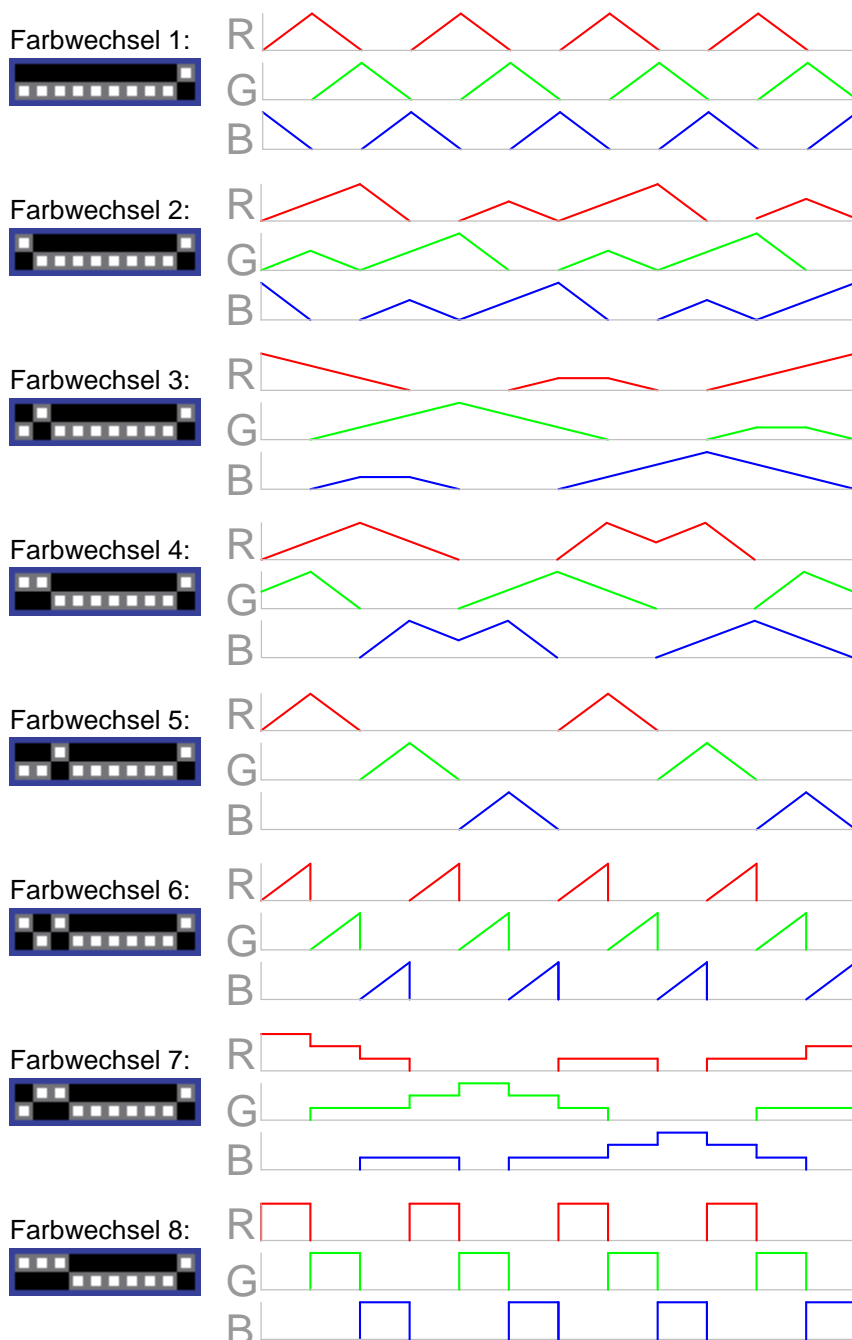 Farbwechsel 1:
R
G
B
Farbwechsel 2:
R
G
B
Farbwechsel 3:
R
G
B
Farbwechsel 4:
R
G
B
Farbwechsel 5:
R
G
B
Farbwechsel 6:
R
G
B
Farbwechsel 7:
R
G
B
Farbwechsel 8:
R
G
B